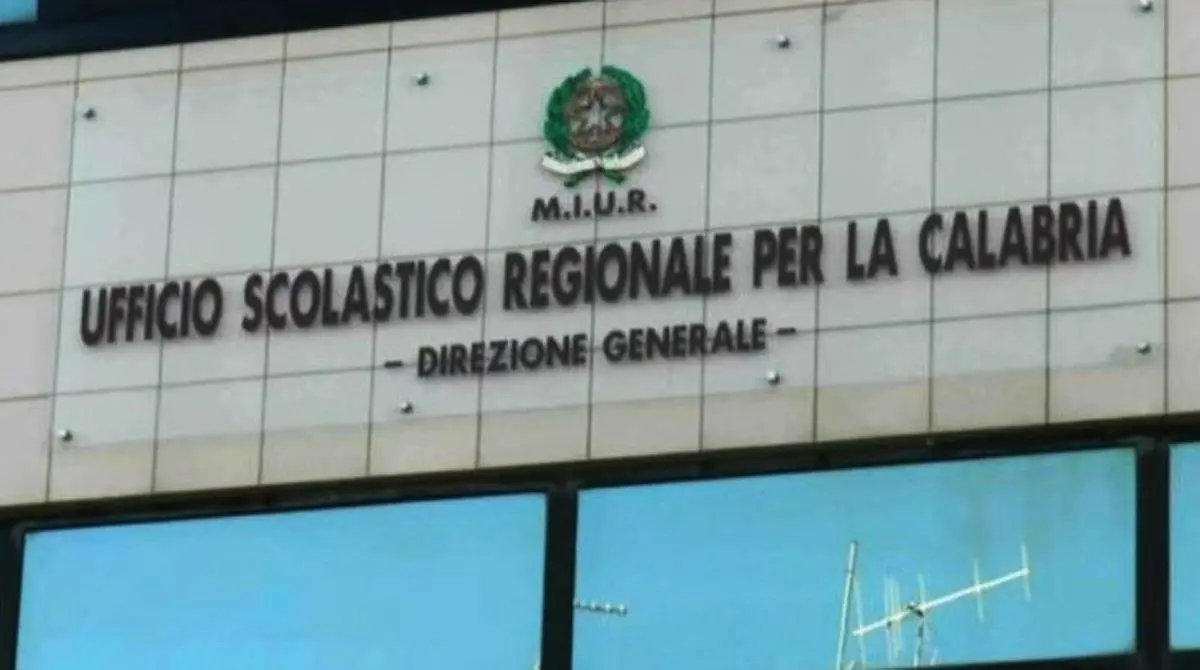 M.I.U.R.
UFFICIO SCOLASTICO REGIONALE PER LA CALABRIA
– DIREZIONE GENERALE –